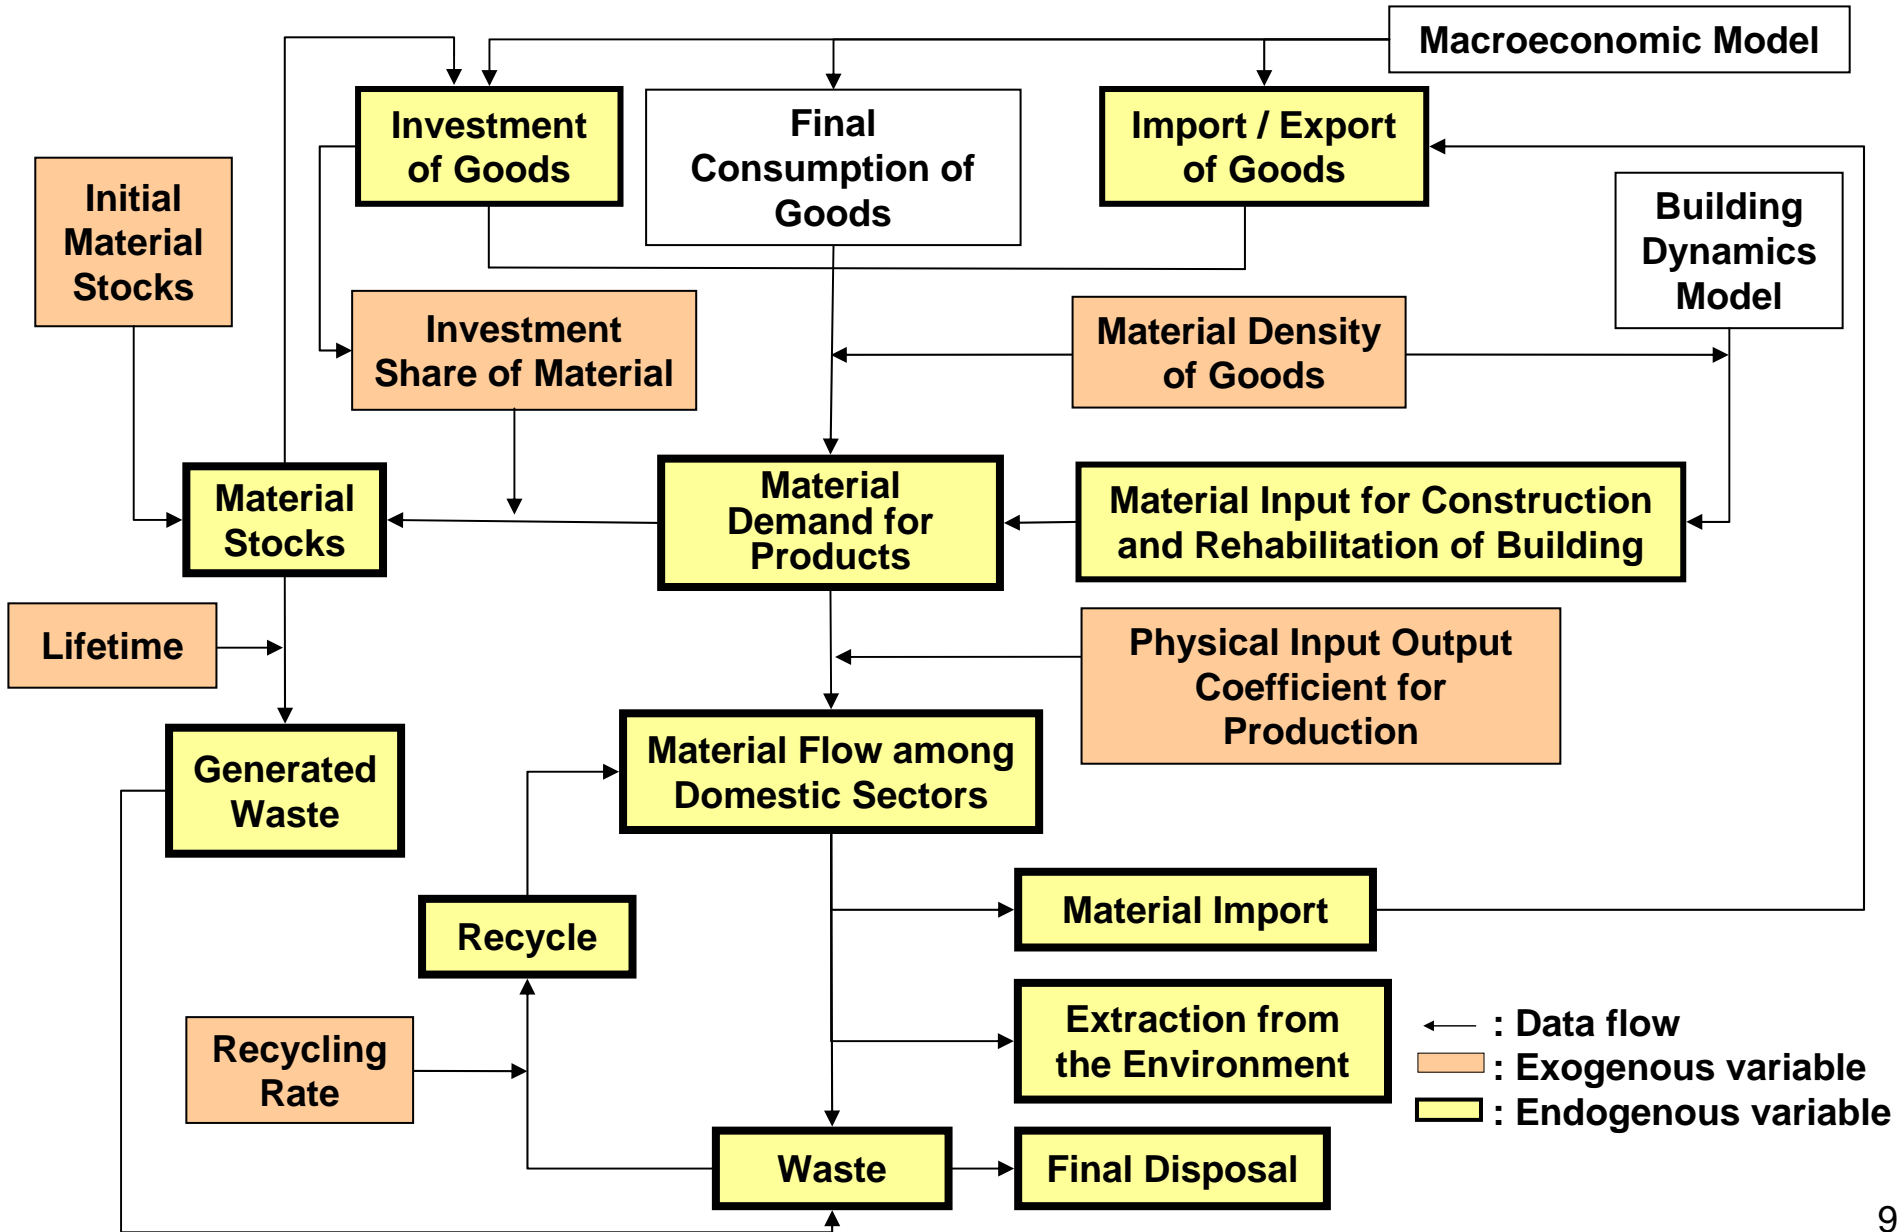 Macroeconomic Model
Investment
of Goods
Final
Consumption of
Goods
Import / Export
of Goods
Initial
Material
Stocks
Building
Dynamics
Model
Investment
Share of Material
Material Density
of Goods
Material
Stocks
Material
Demand for
Products
Material Input for Construction
and Rehabilitation of Building
Lifetime
Physical Input Output
Coefficient for
Production
Generated
Waste
Material Flow among
Domestic Sectors
Recycle
Material Import
Recycling
Rate
Extraction from
the Environment
: Data flow
: Exogenous variable
: Endogenous variable
Waste
Final Disposal
9